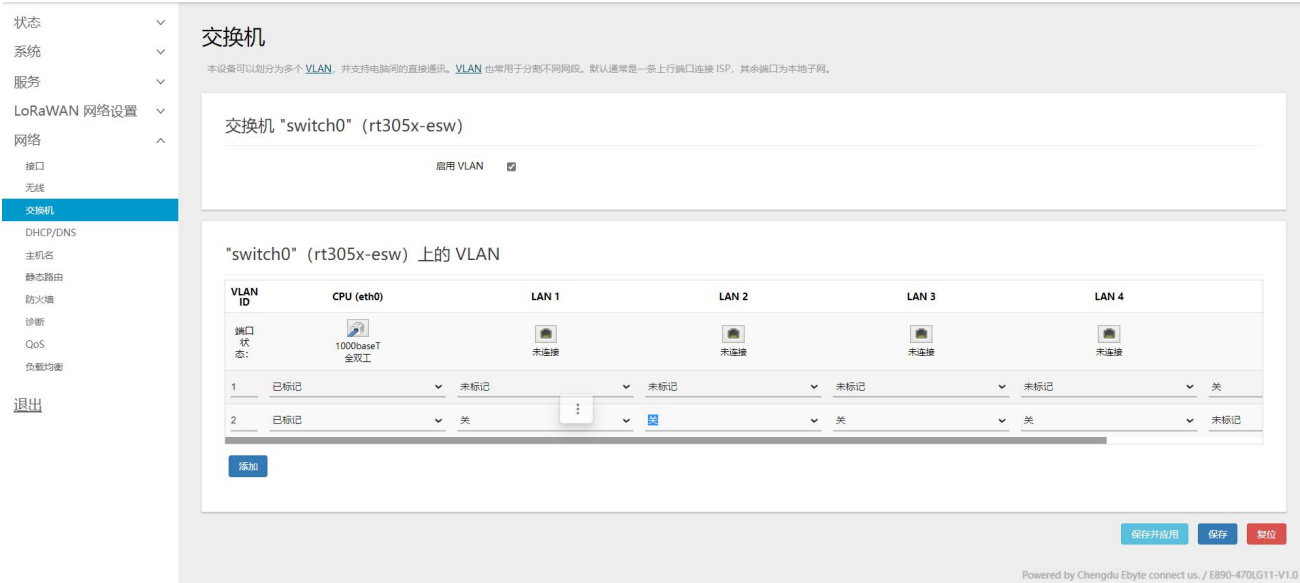 状态
系统
服务
LoRaWAN 网络设置
网络
接口
无线
交换机
DHCP/DNS
主机名
静态路由
防火墙
诊断
QoS
负载均衡
退出
交换机
本设备可以划分为多个 VLAN，并支持电脑间的直接通讯。VLAN 也常用于分割不同网段。默认通常是一条上行端口连接 ISP，其余端口为本地子网。
交换机 "switch0"（rt305x-esw）
启用 VLAN
"switch0"（rt305x-esw）上的 VLAN
VLAN ID CPU (eth0) LAN 1 LAN 2 LAN 3 LAN 4
端口状态： 1000baseT 全双工 未连接 未连接 未连接 未连接
1 已标记 未标记 未标记 未标记 未标记 关
2 已标记 关 关 关 关 未标记
添加
保存并应用 保存 复位
Powered by Chengdu Ebyte connect us. / E890-470LG11-V1.0